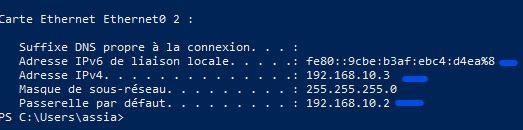 Carte Ethernet Ethernet0 2 :
Suffixe DNS propre à la connexion. . . :
Adresse IPv6 de liaison locale. . . . .: fe80::9cbe:b3af:ebc4:d4ea%8
Adresse IPv4. . . . . . . . . . . . . .: 192.168.10.3
Masque de sous-réseau. . . . . . . . . : 255.255.255.0
Passerelle par défaut. . . . . . . . . : 192.168.10.2
PS C:\Users\assia>